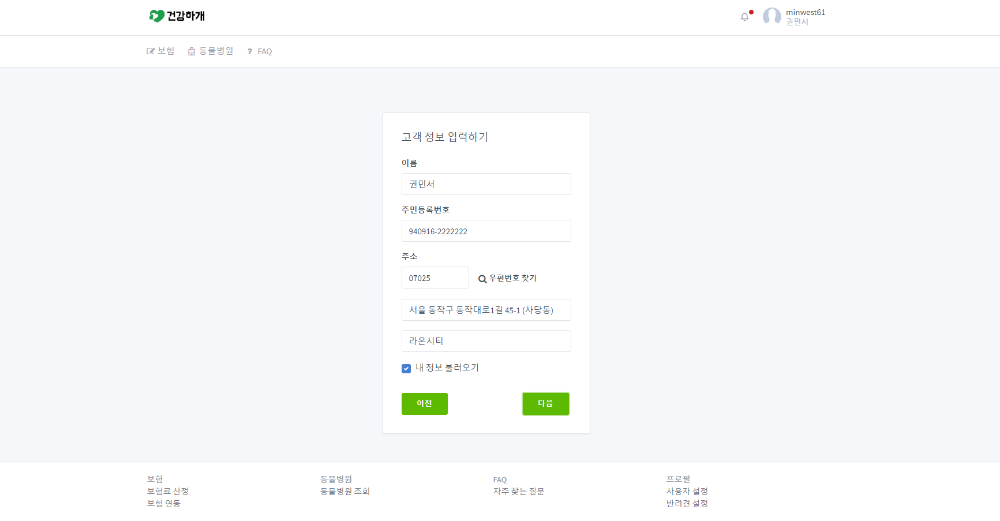 건강하개
minwest61
권민서
보험 동물병원 ? FAQ
고객 정보 입력하기
이름
권민서
주민등록번호
940916-2222222
주소
07025 우편번호 찾기
서울 동작구 동작대로1길 45-1 (사당동)
라온시티
내 정보 불러오기
이전 다음
보험 동물병원 FAQ 프로필
보험료 산정 동물병원 조회 자주 찾는 질문 사용자 설정
보험 연동 반려견 설정